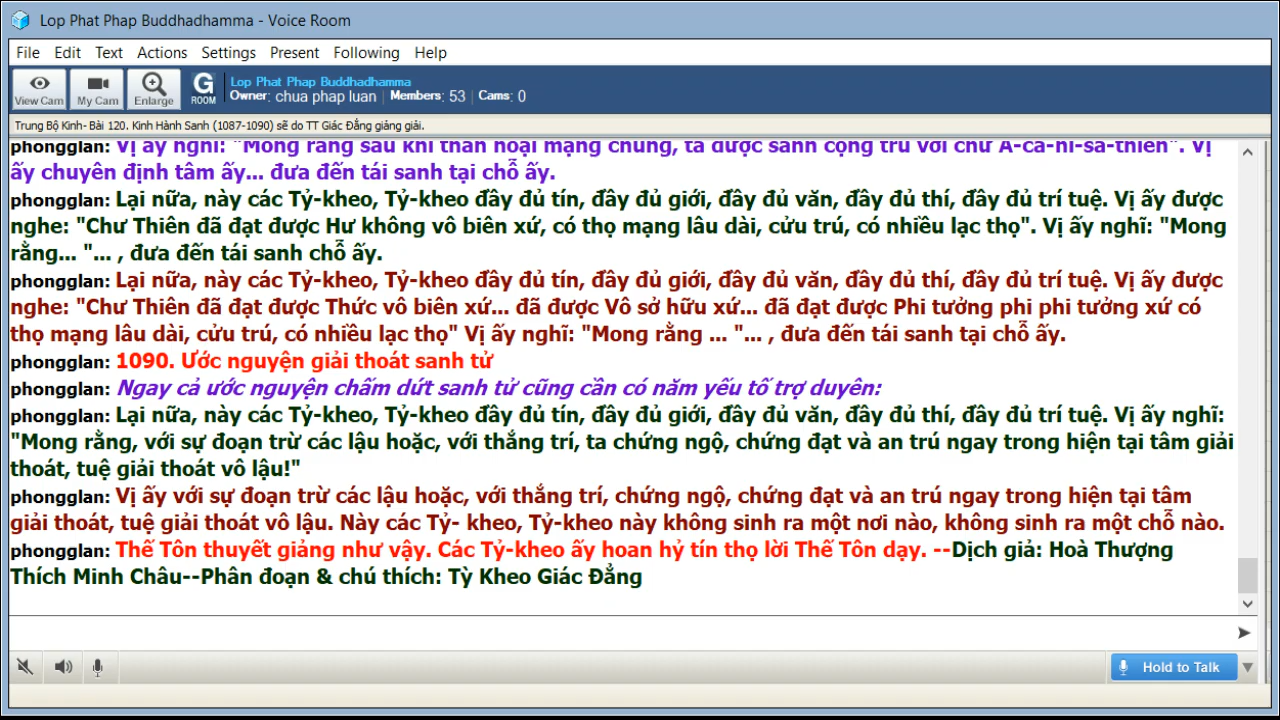 Lop Phat Phap Buddhadhamma - Voice Room
File Edit Text Actions Settings Present Following Help
View Cam My Cam Enlarge G ROOM Lop Phat Phap Buddhadhamma
Owner: chua phap luan | Members: 53 | Cams: 0
Trung Bộ Kinh- Bài 120. Kinh Hành Sanh (1087-1090) sẽ do TT Giác Đẳng giảng giải.
phongglan: Vị ấy nghĩ: "Mong rằng sau khi thân hoại mạng chung, ta được sanh cộng trú với chư A-ca-ni-sa-thiên". Vị
ấy chuyên định tâm ấy... đưa đến tái sanh tại chỗ ấy.
phongglan: Lại nữa, này các Tỷ-kheo, Tỷ-kheo đầy đủ tín, đầy đủ giới, đầy đủ văn, đầy đủ thí, đầy đủ trí tuệ. Vị ấy được
nghe: "Chư Thiên đã đạt được Hư không vô biên xứ, có thọ mạng lâu dài, cửu trú, có nhiều lạc thọ". Vị ấy nghĩ: "Mong
rằng... "... , đưa đến tái sanh chỗ ấy.
phongglan: Lại nữa, này các Tỷ-kheo, Tỷ-kheo đầy đủ tín, đầy đủ giới, đầy đủ văn, đầy đủ thí, đầy đủ trí tuệ. Vị ấy được
nghe: "Chư Thiên đã đạt được Thức vô biên xứ... đã được Vô sở hữu xứ... đã đạt được Phi tưởng phi phi tưởng xứ có
thọ mạng lâu dài, cửu trú, có nhiều lạc thọ" Vị ấy nghĩ: "Mong rằng ... "... , đưa đến tái sanh tại chỗ ấy.
phongglan: 1090. Ước nguyện giải thoát sanh tử
phongglan: Ngay cả ước nguyện chấm dứt sanh tử cũng cần có năm yếu tố trợ duyên:
phongglan: Lại nữa, này các Tỷ-kheo, Tỷ-kheo đầy đủ tín, đầy đủ giới, đầy đủ văn, đầy đủ thí, đầy đủ trí tuệ. Vị ấy nghĩ:
"Mong rằng, với sự đoạn trừ các lậu hoặc, với thắng trí, ta chứng ngộ, chứng đạt và an trú ngay trong hiện tại tâm giải
thoát, tuệ giải thoát vô lậu!"
phongglan: Vị ấy với sự đoạn trừ các lậu hoặc, với thắng trí, chứng ngộ, chứng đạt và an trú ngay trong hiện tại tâm
giải thoát, tuệ giải thoát vô lậu. Này các Tỷ- kheo, Tỷ-kheo này không sinh ra một nơi nào, không sinh ra một chỗ nào.
phongglan: Thế Tôn thuyết giảng như vậy. Các Tỷ-kheo ấy hoan hỷ tín thọ lời Thế Tôn dạy. --Dịch giả: Hoà Thượng
Thích Minh Châu--Phân đoạn & chú thích: Tỳ Kheo Giác Đẳng
Hold to Talk